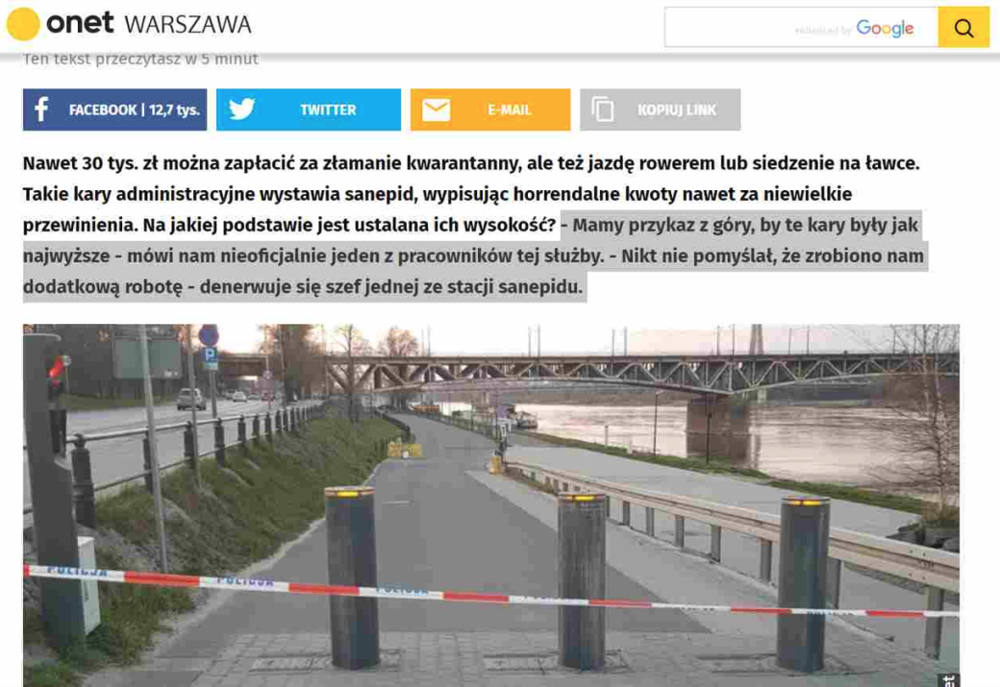 onet WARSZAWA
enhanced by Google
Ten tekst przeczytasz w 5 minut
FACEBOOK | 12,7 tys.
TWITTER
E-MAIL
KOPIUJ LINK
Nawet 30 tys. zł można zapłacić za złamanie kwarantanny, ale też jazdę rowerem lub siedzenie na ławce.
Takie kary administracyjne wystawia sanepid, wypisując horrendalne kwoty nawet za niewielkie
przewinienia. Na jakiej podstawie jest ustalana ich wysokość? - Mamy przykaz z góry, by te kary były jak
najwyższe - mówi nam nieoficjalnie jeden z pracowników tej służby. - Nikt nie pomyślał, że zrobiono nam
dodatkową robotę - denerwuje się szef jednej ze stacji sanepidu.
P
POLICJA POLICJA POLICJA
et